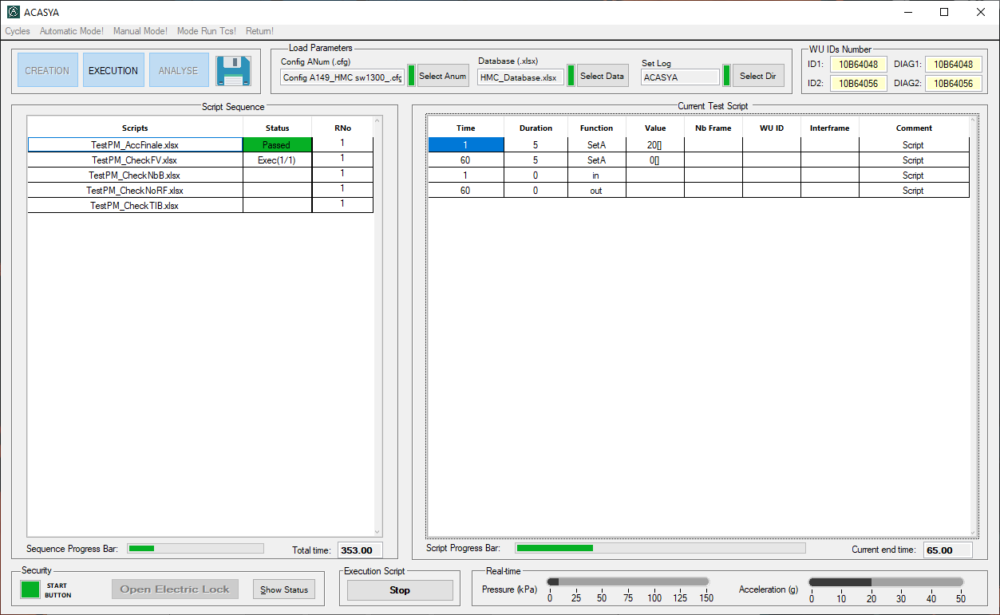 ACASYA
Cycles Automatic Mode! Manual Mode! Mode Run Tcs! Return!
CREATION EXECUTION ANALYSE
Load Parameters
Config ANum (.cfg)
Config A149_HMC sw1300_.cfg
Select Anum
Database (.xlsx)
HMC_Database.xlsx
Select Data
Set Log
ACASYA
Select Dir
WU IDs Number
ID1: 10B64048 DIAG1: 10B64048
ID2: 10B64056 DIAG2: 10B64056
Script Sequence
Scripts Status RNo
TestPM_AccFinale.xlsx Passed 1
TestPM_CheckFV.xlsx Exec(1/1) 1
TestPM_CheckNbB.xlsx 1
TestPM_CheckNoRF.xlsx 1
TestPM_CheckTIB.xlsx 1
Sequence Progress Bar: Total time: 353.00
Current Test Script
Time Duration Function Value Nb Frame WU ID Interframe Comment
1 5 SetA 20[] Script
60 5 SetA 0[] Script
1 0 in Script
60 0 out Script
Script Progress Bar: Current end time: 65.00
Security
START
BUTTON
Open Electric Lock
Show Status
Execution Script
Stop
Real-time
Pressure (kPa)
0 25 50 75 100 125 150
Acceleration (g)
0 10 20 30 40 50